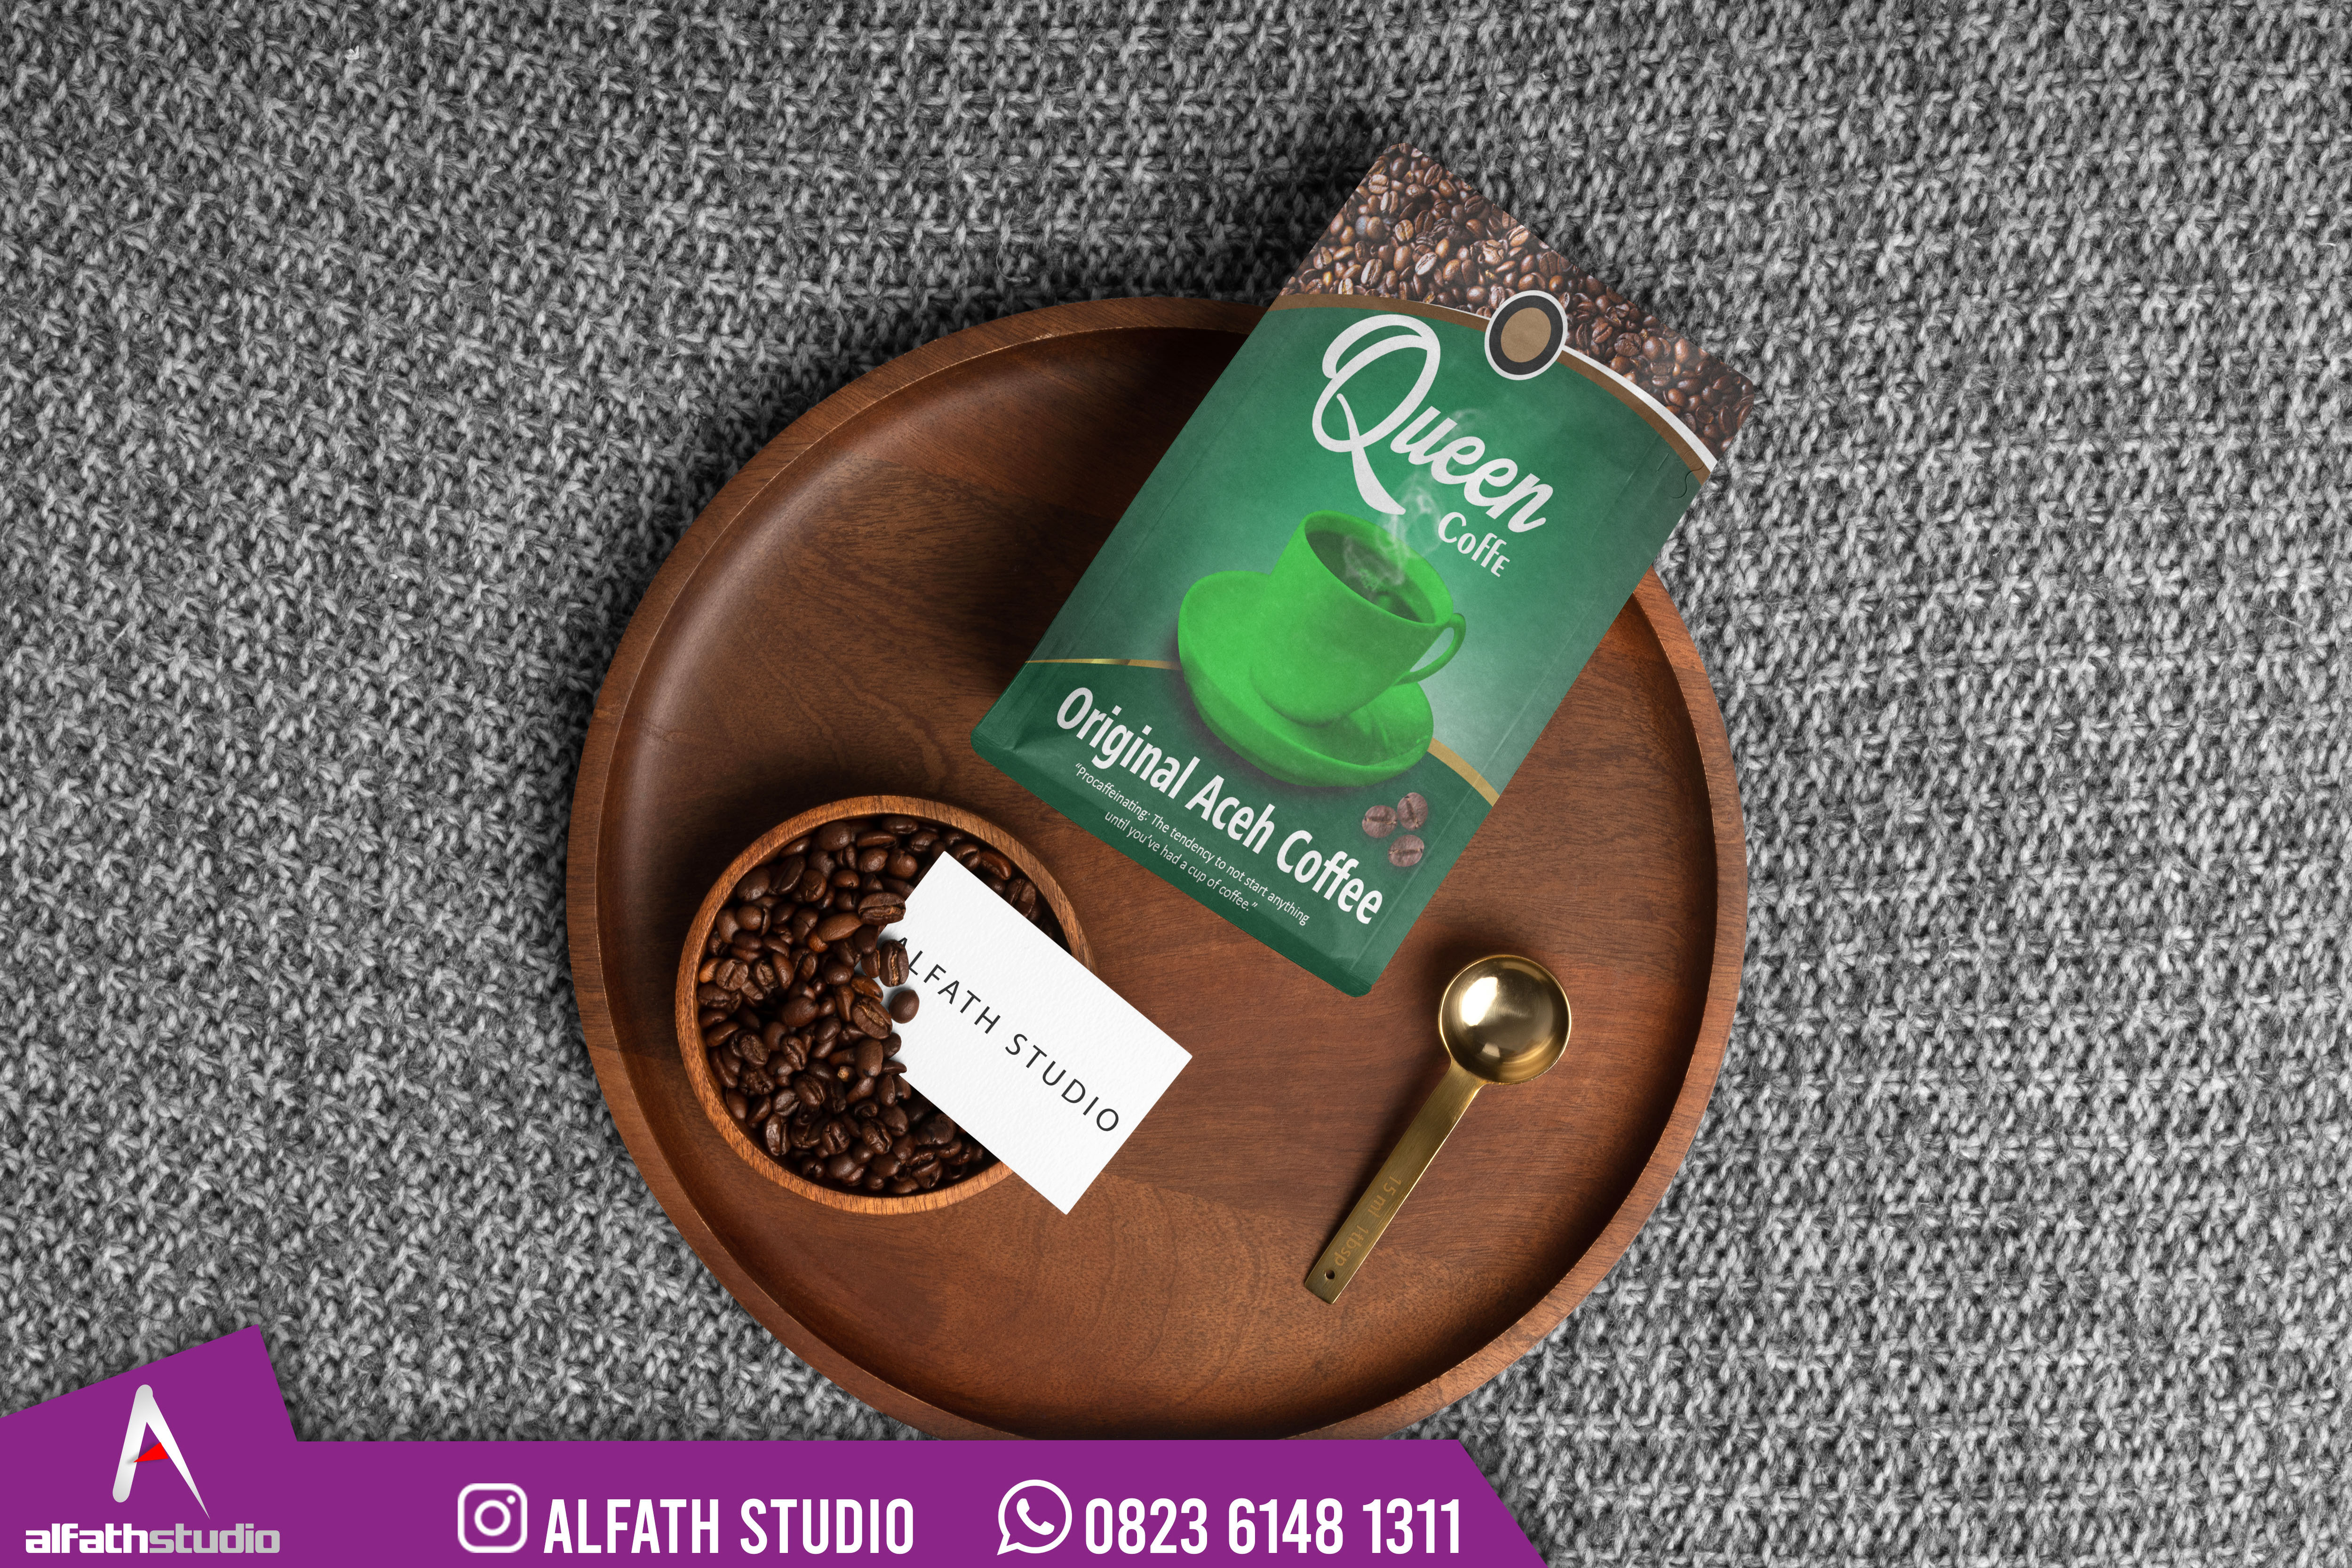 Queen
Coffe
Original Aceh Coffee
"Procaffeinating: The tendency to not start anything
until you've had a cup of coffee."
ALFATH STUDIO
15 ml 1tbsp
alfathstudio
ALFATH STUDIO
0823 6148 1311